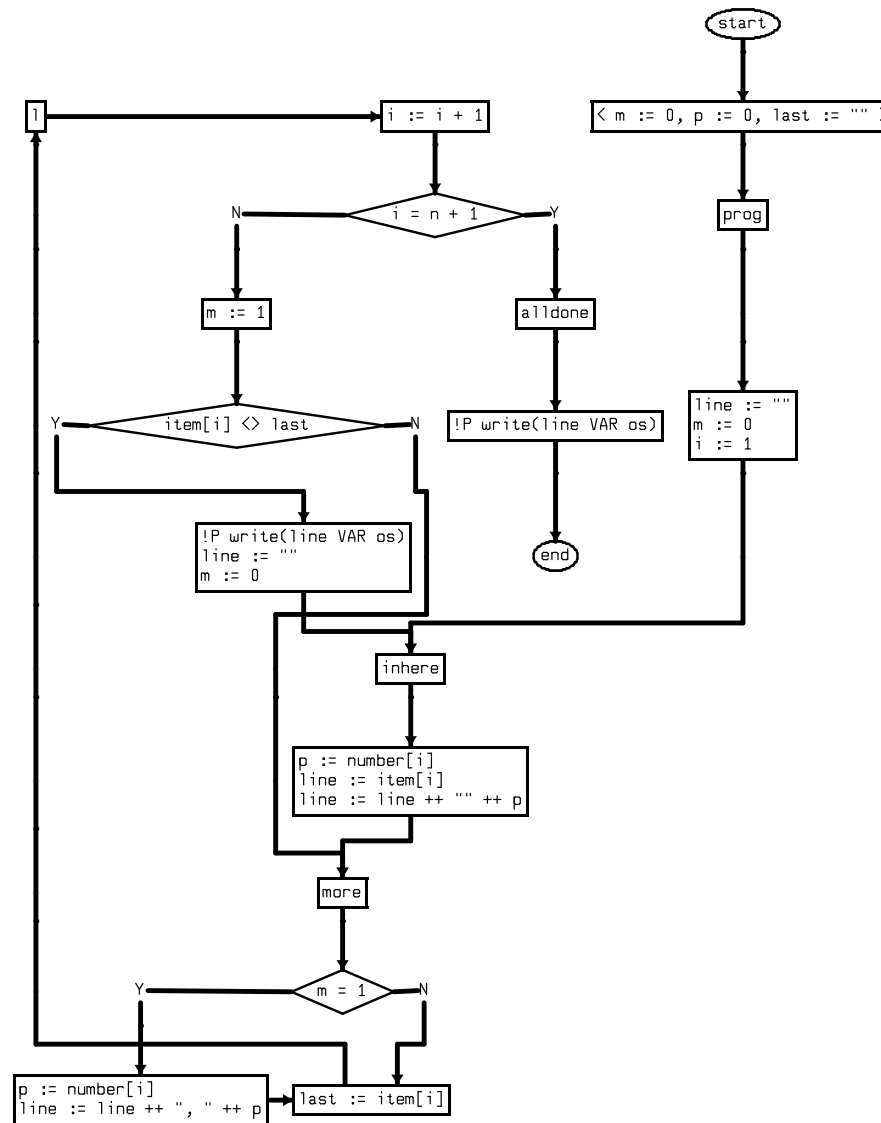 start
< m := 0, p := 0, last := ""
l
i := i + 1
prog
N
i = n + 1
Y
m := 1
alldone
line := ""
m := 0
i := 1
Y
item[i] <> last
N
!P write(line VAR os)
!P write(line VAR os)
line := ""
m := 0
end
inhere
p := number[i]
line := item[i]
line := line ++ "" ++ p
more
Y
m = 1
N
p := number[i]
line := line ++ ", " ++ p
last := item[i]